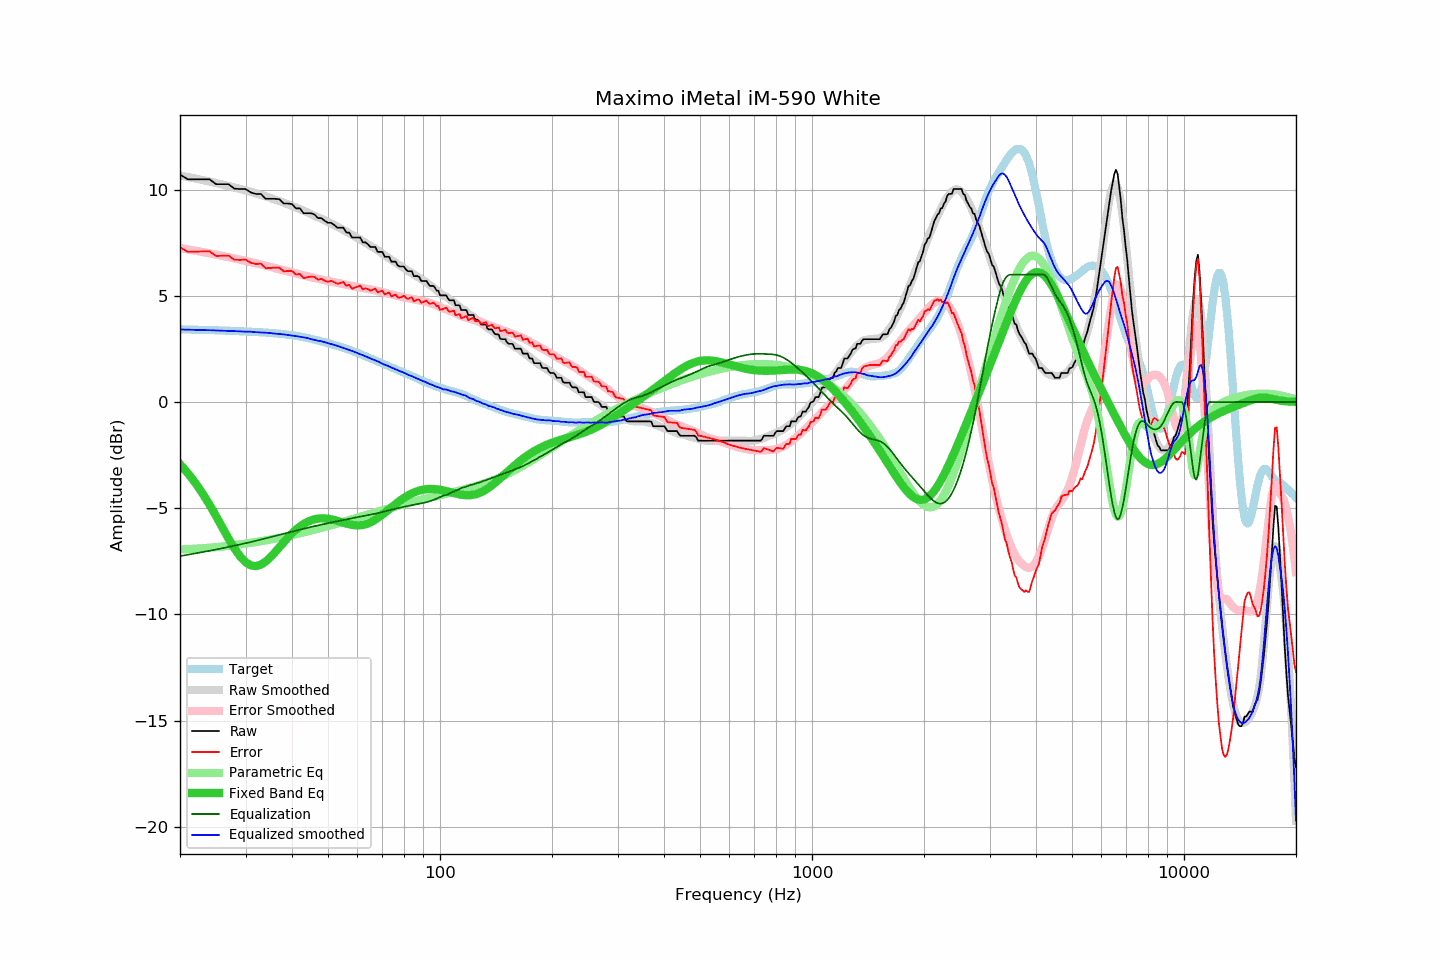 Maximo iMetal iM-590 White
10
5
0
−5
−10
−15
−20
Amplitude (dBr)
Target
Raw Smoothed
Error Smoothed
Raw
Error
Parametric Eq
Fixed Band Eq
Equalization
Equalized smoothed
100
1000
10000
Frequency (Hz)